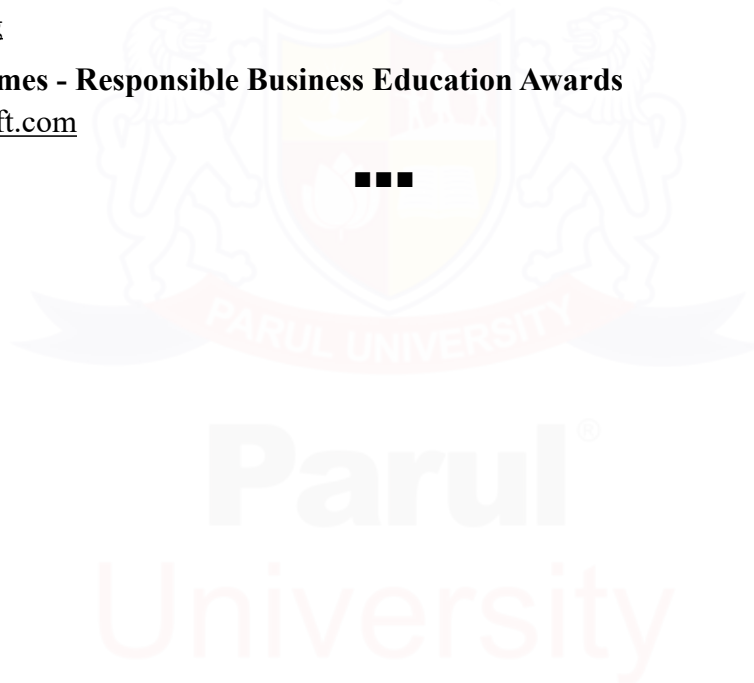 mes - Responsible Business Education Awards
ft.com
■■■
PARUL UNIVERSITY
Parul®
University